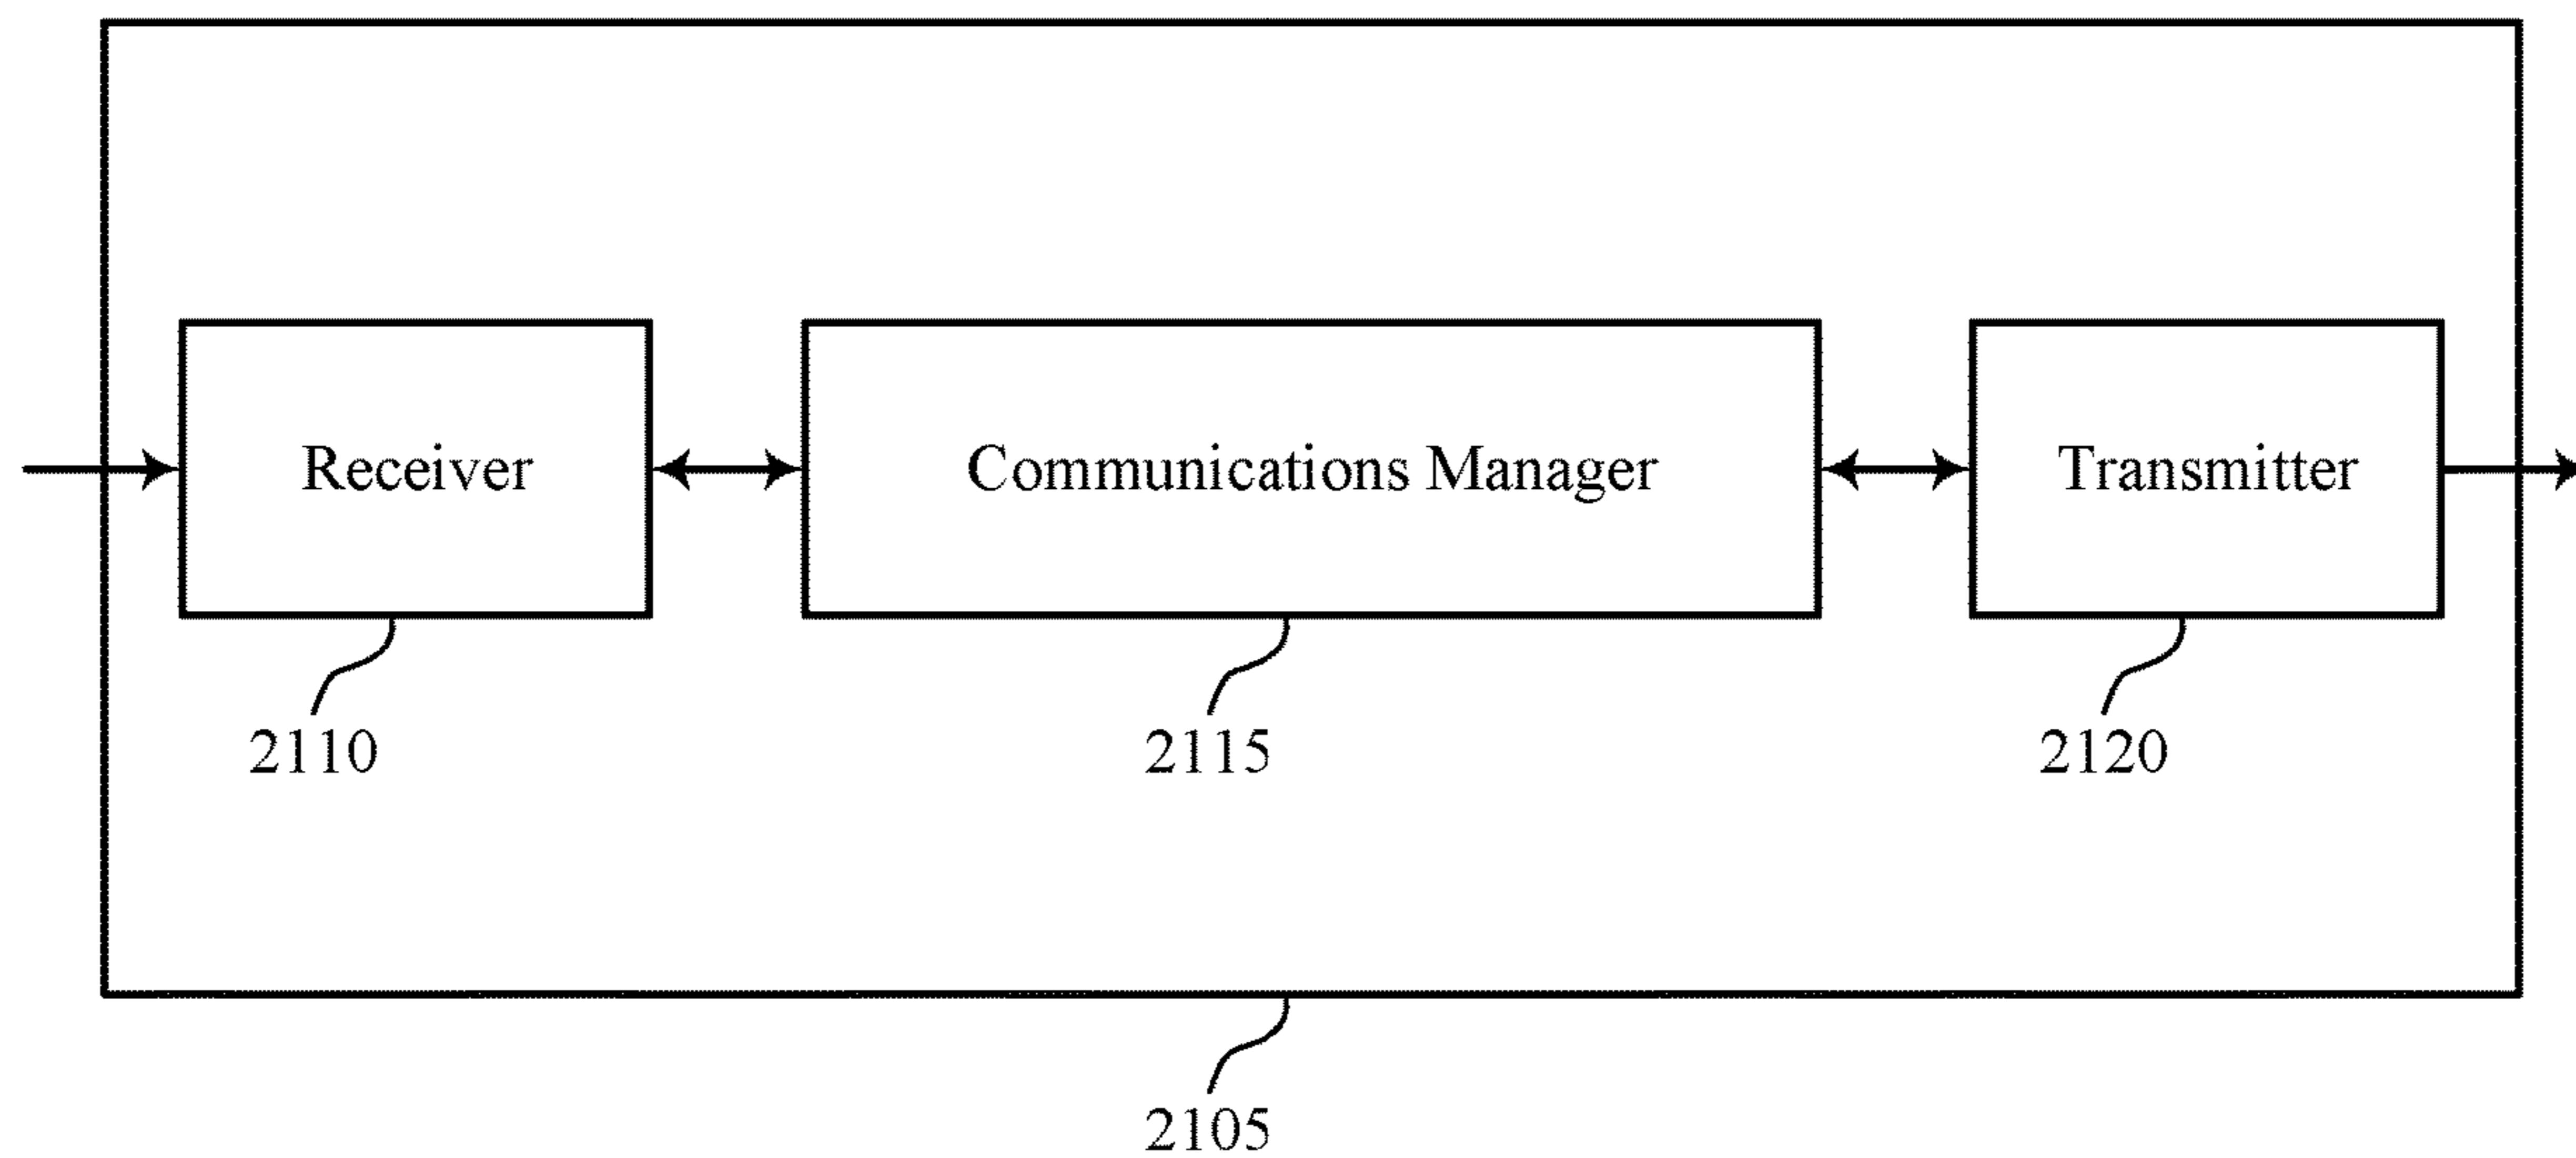 Receiver
Communications Manager
Transmitter
2110
2115
2120
2105